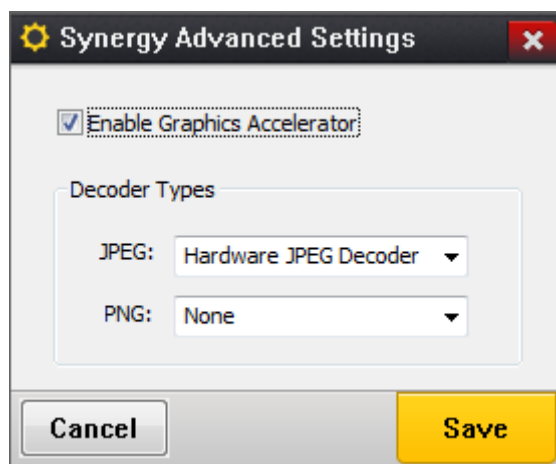 Synergy Advanced Settings
Enable Graphics Accelerator
Decoder Types
JPEG: Hardware JPEG Decoder
PNG: None
Cancel Save